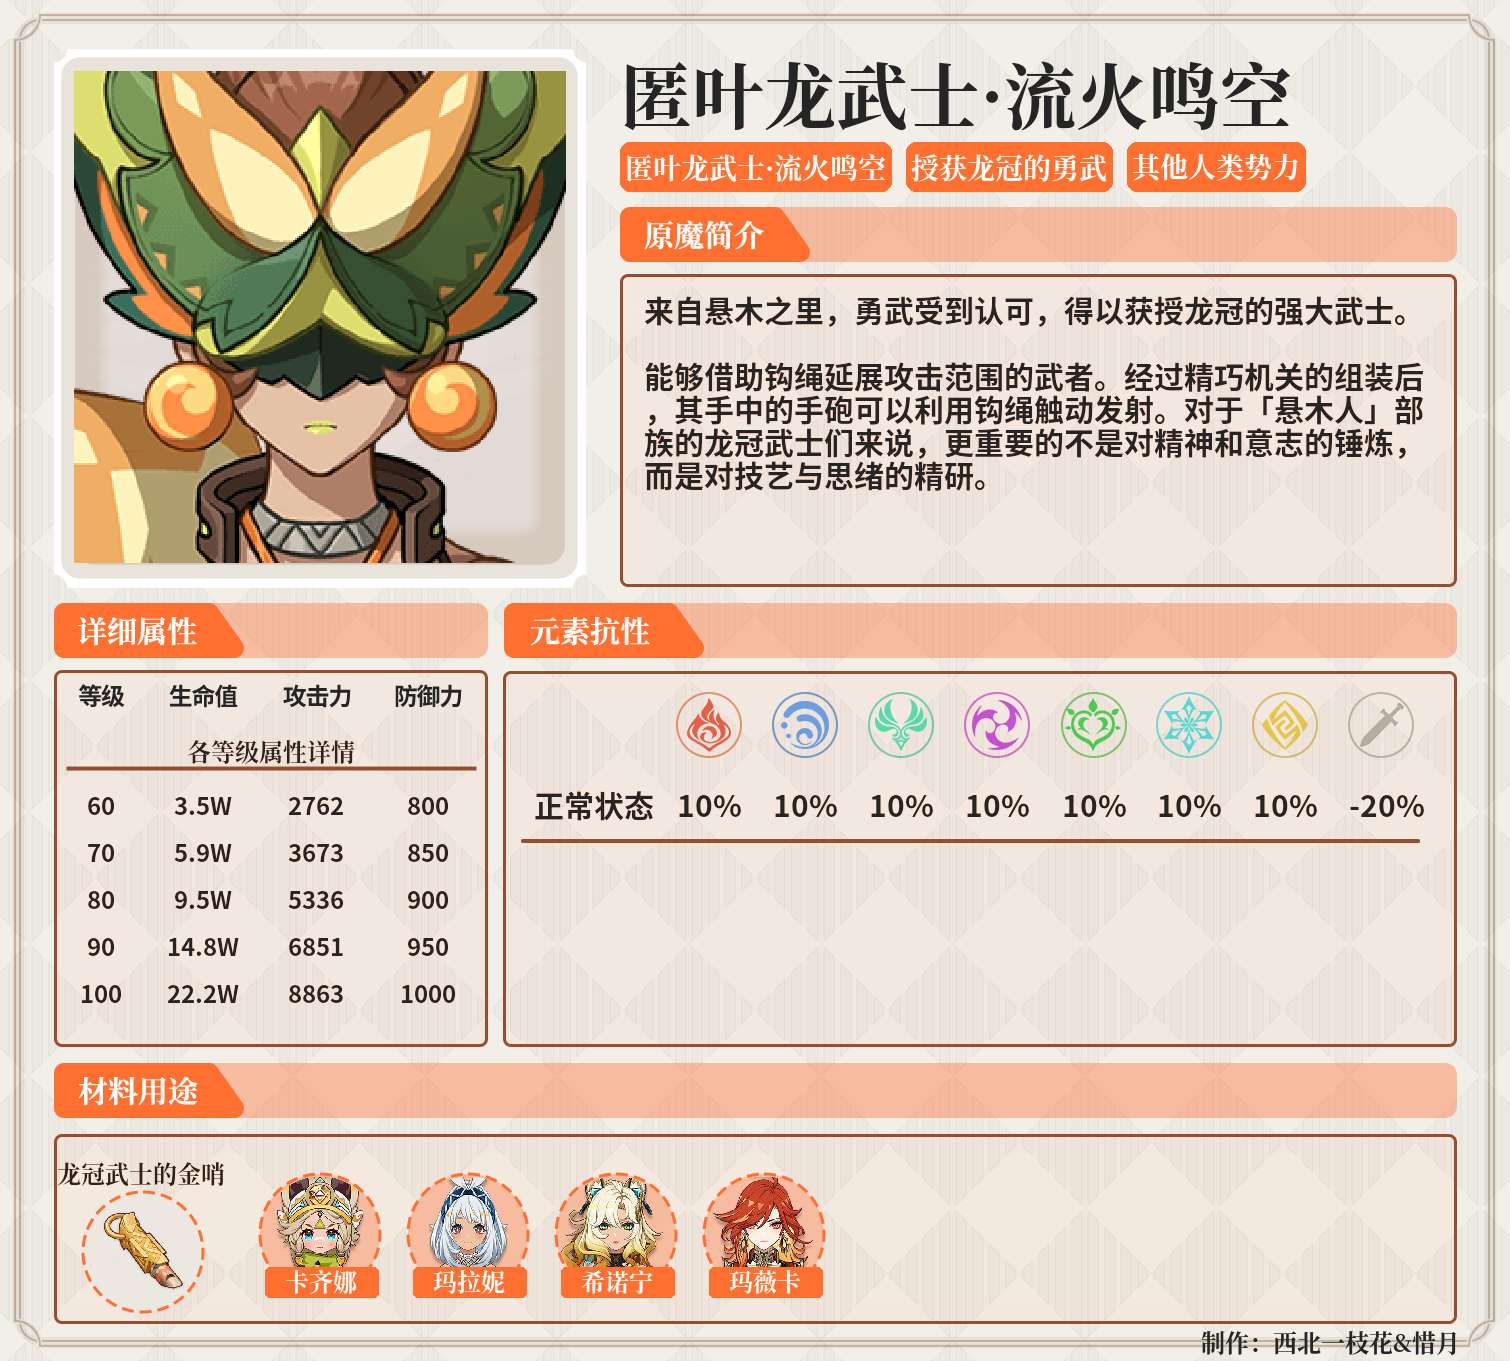 匿叶龙武士·流火鸣空
匿叶龙武士·流火鸣空 授获龙冠的勇武 其他人类势力
原魔简介
来自悬木之里，勇武受到认可，得以获授龙冠的强大武士。
能够借助钩绳延展攻击范围的武者。经过精巧机关的组装后
，其手中的手砲可以利用钩绳触动发射。对于「悬木人」部
族的龙冠武士们来说，更重要的不是对精神和意志的锤炼，
而是对技艺与思绪的精研。
详细属性
等级 生命值 攻击力 防御力
各等级属性详情
60 3.5W 2762 800
70 5.9W 3673 850
80 9.5W 5336 900
90 14.8W 6851 950
100 22.2W 8863 1000
元素抗性
正常状态 10% 10% 10% 10% 10% 10% 10% -20%
材料用途
龙冠武士的金哨
卡齐娜 玛拉妮 希诺宁 玛薇卡
制作：西北一枝花&惜月